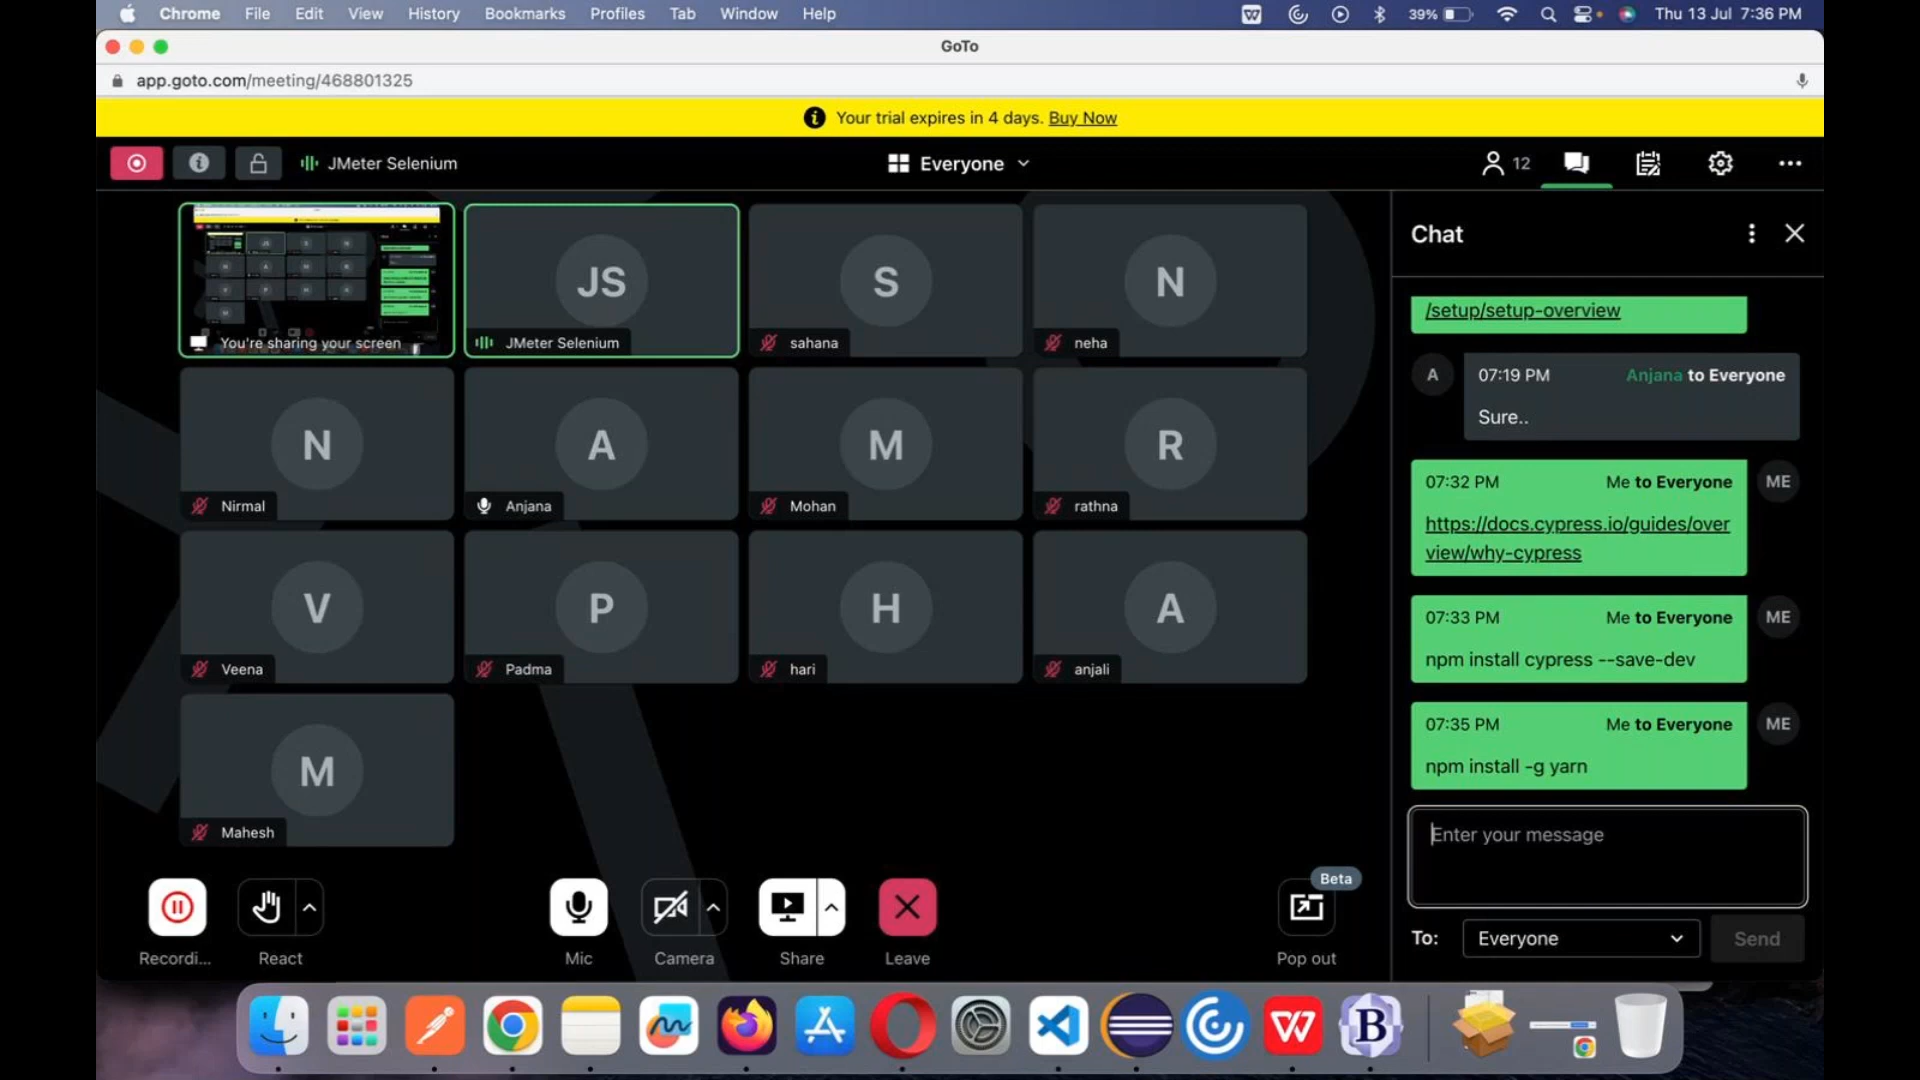 Chrome File Edit View History Bookmarks Profiles Tab Window Help 39% Thu 13 Jul 7:36 PM
GoTo
app.goto.com/meeting/468801325
Your trial expires in 4 days. Buy Now
JMeter Selenium
Everyone
12
You're sharing your screen
JS
JMeter Selenium
S
sahana
N
neha
N
Nirmal
A
Anjana
M
Mohan
R
rathna
V
Veena
P
Padma
H
hari
A
anjali
M
Mahesh
Recordi...
React
Mic
Camera
Share
Leave
Beta
Pop out
Chat
/setup/setup-overview
A
07:19 PM Anjana to Everyone
Sure..
07:32 PM Me to Everyone
ME
https://docs.cypress.io/guides/over
view/why-cypress
07:33 PM Me to Everyone
ME
npm install cypress --save-dev
07:35 PM Me to Everyone
ME
npm install -g yarn
Enter your message
To: Everyone Send